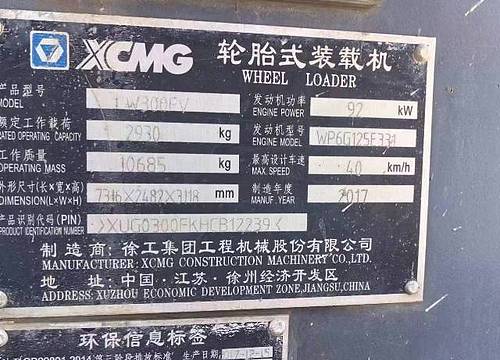 XCMG 轮胎式装载机
WHEEL LOADER
产品型号 LW300FV 发动机功率 92 kW
MODEL ENGINE POWER
额定工作载荷 2930 kg 发动机型号 WP6G125E331
RATED OPERATING CAPACITY ENGINE MODEL
工作质量 10685 kg 最高设计车速 40 km/h
OPERATING MASS MAX. SPEED
外形尺寸(长×宽×高) 7316×2482×3118 mm 制造年度 2017
DIMENSION(L×W×H) MANUF. YEAR
产品识别代码(PIN)
PRODUCT IDENTIFICATION NUMBER
制造商:徐工集团工程机械股份有限公司
MANUFACTURER:XCMG CONSTRUCTION MACHINERY CO.,LTD.
地 址:中国·江苏·徐州经济开发区
ADDRESS:XUZHOU ECONOMIC DEVELOPMENT ZONE,JIANGSU,CHINA
环保信息标签
生产日期